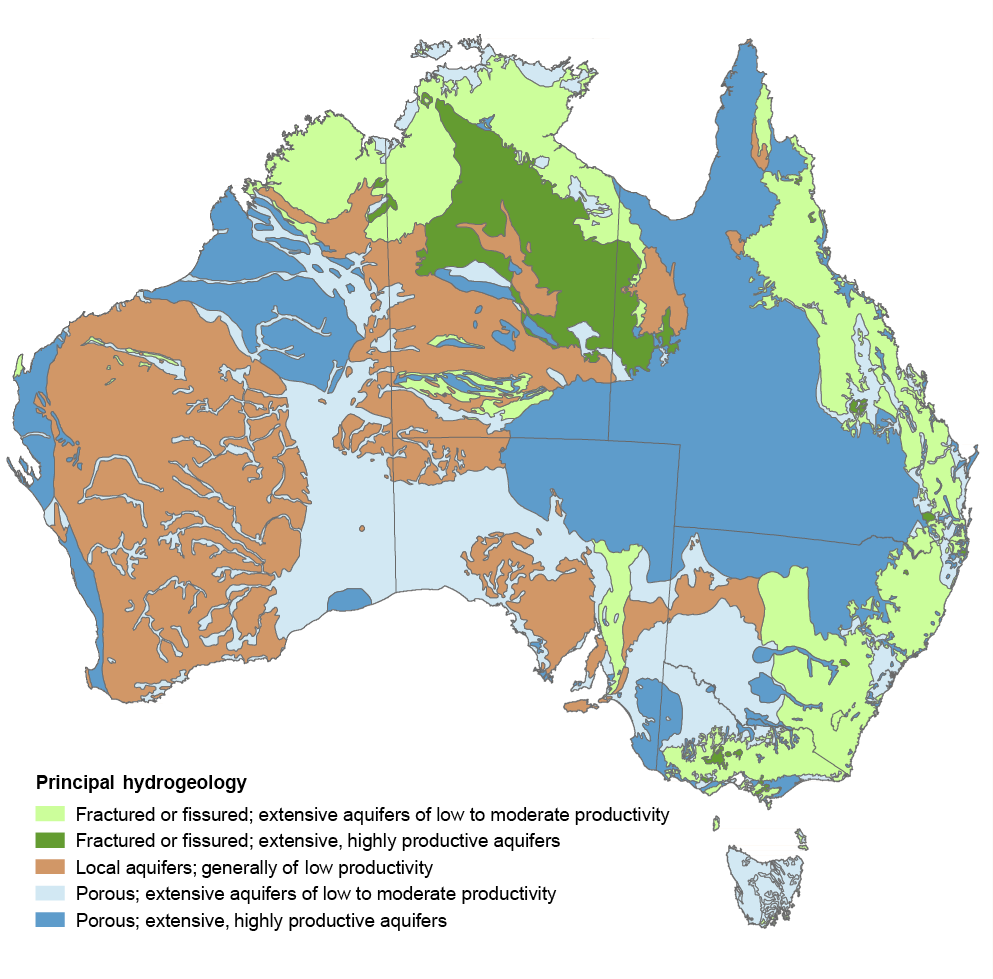 Principal hydrogeology
Fractured or fissured; extensive aquifers of low to moderate productivity
Fractured or fissured; extensive, highly productive aquifers
Local aquifers; generally of low productivity
Porous; extensive aquifers of low to moderate productivity
Porous; extensive, highly productive aquifers